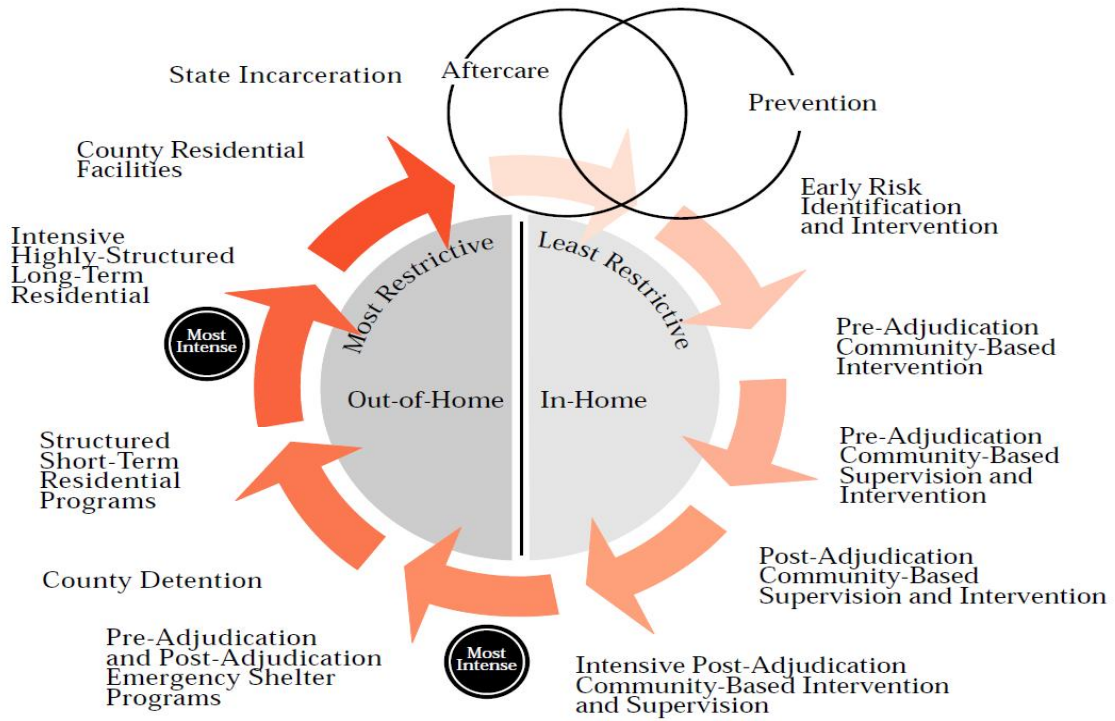 Aftercare
Prevention
State Incarceration
County Residential
Facilities
Early Risk
Identification
and Intervention
Intensive
Highly-Structured
Long-Term
Residential
Most Restrictive
Least Restrictive
Most
Intense
Pre-Adjudication
Community-Based
Intervention
Out-of-Home
In-Home
Structured
Short-Term
Residential
Programs
Pre-Adjudication
Community-Based
Supervision and
Intervention
County Detention
Post-Adjudication
Community-Based
Supervision and Intervention
Pre-Adjudication
and Post-Adjudication
Emergency Shelter
Programs
Most
Intense
Intensive Post-Adjudication
Community-Based Intervention
and Supervision